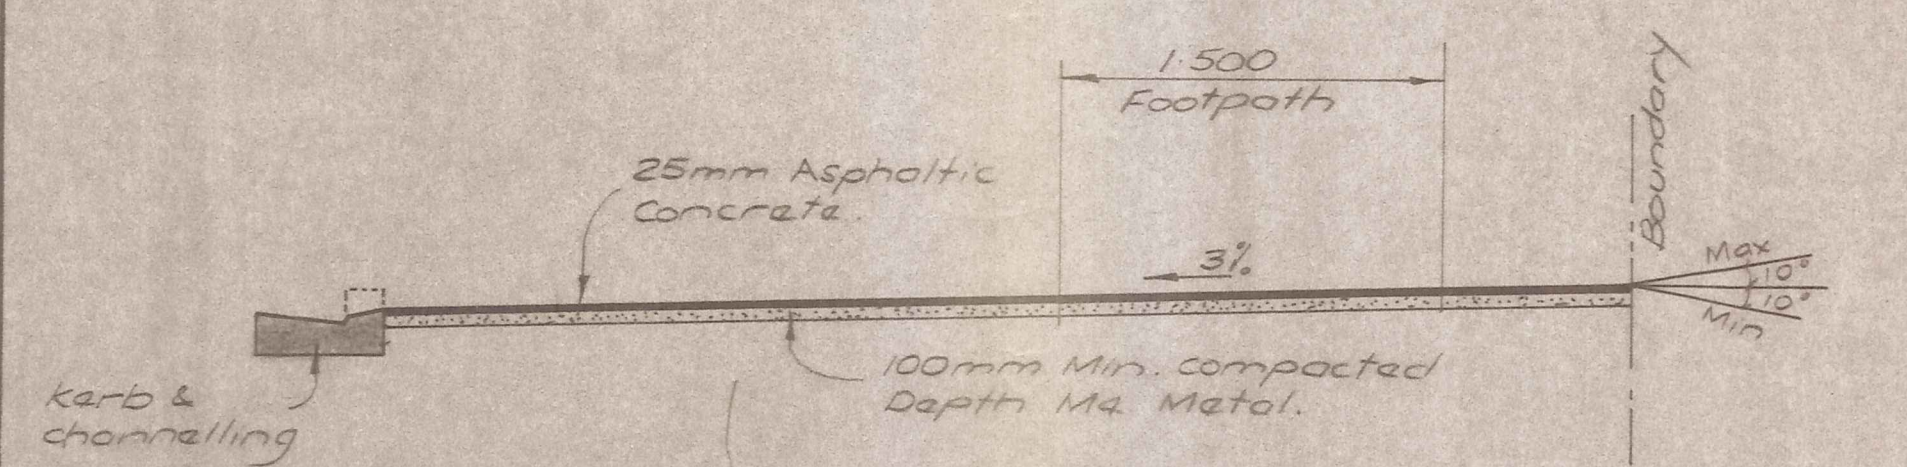 1.500
Footpath
Boundary
25mm Asphaltic
Concrete.
3%
Max
10°
10°
Min
100mm Min. compacted
Depth M4 Metal.
kerb &
channelling